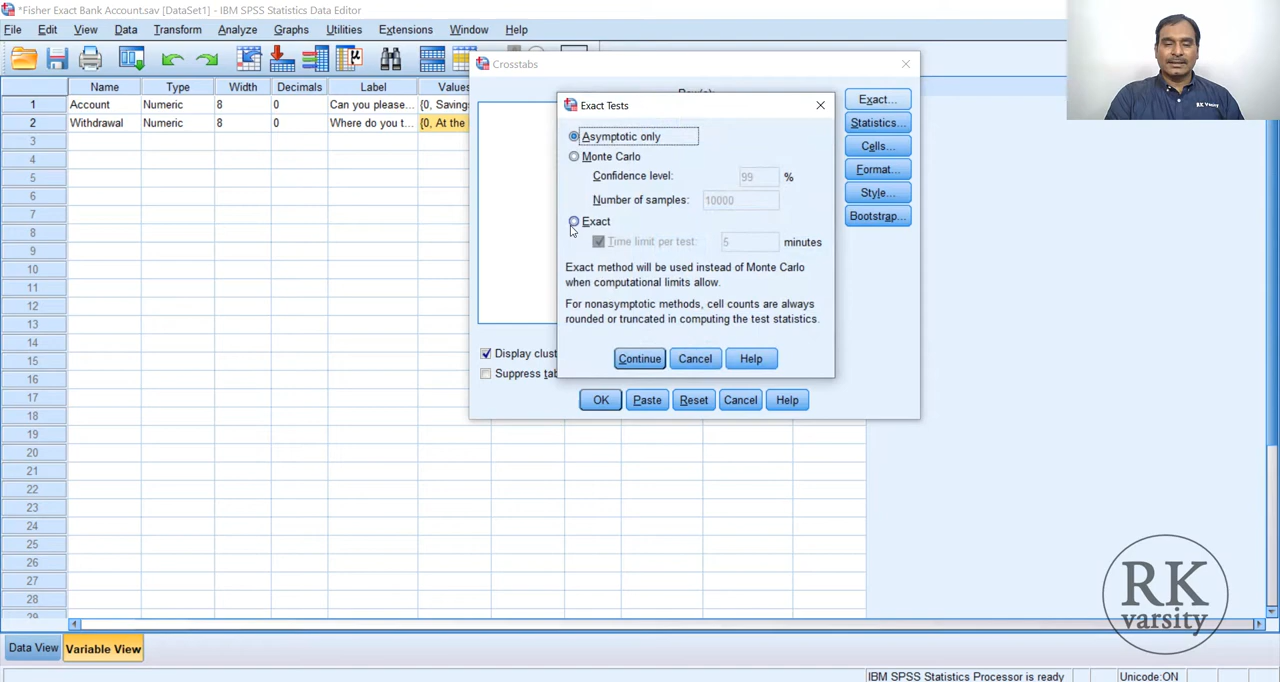 *Fisher Exact Bank Account.sav [DataSet1] - IBM SPSS Statistics Data Editor
File Edit View Data Transform Analyze Graphs Utilities Extensions Window Help
Crosstabs
Name Type Width Decimals Label Values
1 Account Numeric 8 0 Can you please... {0, Saving
2 Withdrawal Numeric 8 0 Where do you t... {0, At the
3
4
5
6
7
8
9
10
11
12
13
14
15
16
17
18
19
20
21
22
23
24
25
26
27
28
29
Exact...
Statistics...
Cells...
Format...
Style...
Bootstrap...
Exact Tests
Asymptotic only
Monte Carlo
Confidence level: 99 %
Number of samples: 10000
Exact
Time limit per test: 5 minutes
Exact method will be used instead of Monte Carlo
when computational limits allow.
For nonasymptotic methods, cell counts are always
rounded or truncated in computing the test statistics.
Continue Cancel Help
Display clust
Suppress tab
OK Paste Reset Cancel Help
Data View Variable View
IBM SPSS Statistics Processor is ready Unicode:ON
RK Varsity
RK
varsity